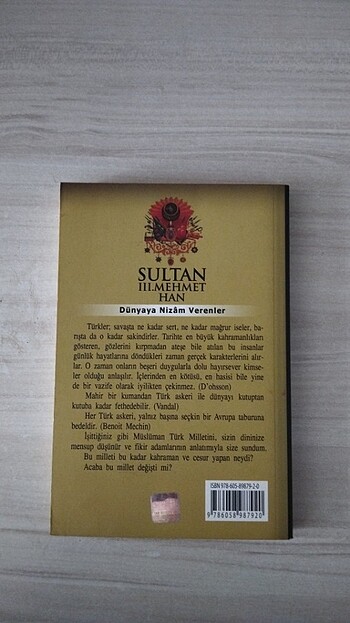 SULTAN
III.MEHMET
HAN
Dünyaya Nizâm Verenler
Türkler; savaşta ne kadar sert, ne kadar mağrur iseler, ba-
rışta da o kadar sakindirler. Tarihte en büyük kahramanlıkları
gösteren, gözlerini kırpmadan ateşe bile atılan bu insanlar
günlük hayatlarına döndükleri zaman gerçek karakterlerini alır-
lar. O zaman onların beşeri duygularla dolu hayırsever kimse-
ler olduğu anlaşılır. İçlerinden en kötüsü, en hasisi bile yine
de bir vazife olarak iyilikten çekinmez. (D'ohsson)
Mahir bir kumandan Türk askeri ile dünyayı kutuptan
kutuba kadar fethedebilir. (Vandal)
Her Türk askeri, yalnız başına seçkin bir Avrupa taburuna
bedeldir. (Benoit Mechin)
İşittiğiniz gibi Müslüman Türk Milletini, sizin dininize
mensup düşünür ve fikir adamlarının anlatımıyla size sundum.
Bu milleti bu kadar kahraman ve cesur yapan neydi?
Acaba bu millet değişti mi?
ISBN 978-605-89879-2-0
9 786058 987920